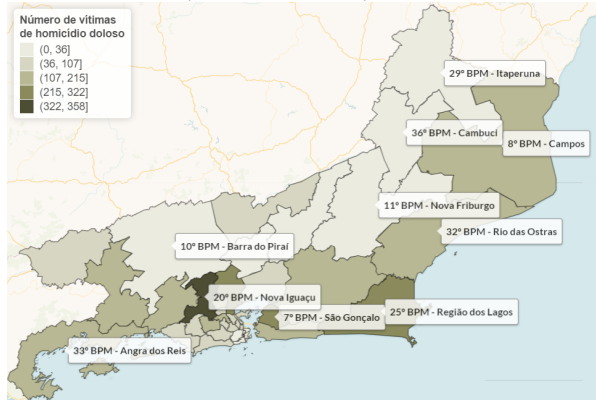 Número de vitimas
de homicídio doloso
(0, 36]
(36, 107]
(107, 215]
(215, 322]
(322, 358]
29º BPM - Itaperuna
36º BPM - Cambuci
8º BPM - Campos
11º BPM - Nova Friburgo
32º BPM - Rio das Ostras
10º BPM - Barra do Piraí
20º BPM - Nova Iguaçu
7º BPM - São Gonçalo
25º BPM - Região dos Lagos
33º BPM - Angra dos Reis